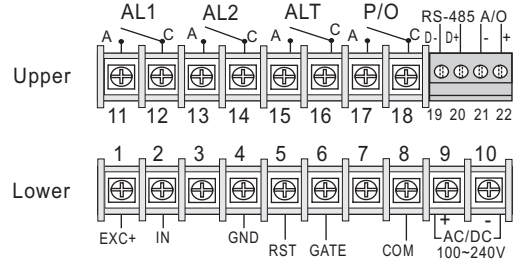 AL1 AL2 ALT P/O RS-485 A/O
A C A C A C A C D- D+ - +
Upper
11 12 13 14 15 16 17 18 19 20 21 22
1 2 3 4 5 6 7 8 9 10
Lower
+ -
EXC+ IN GND RST GATE COM AC/DC
100~240V